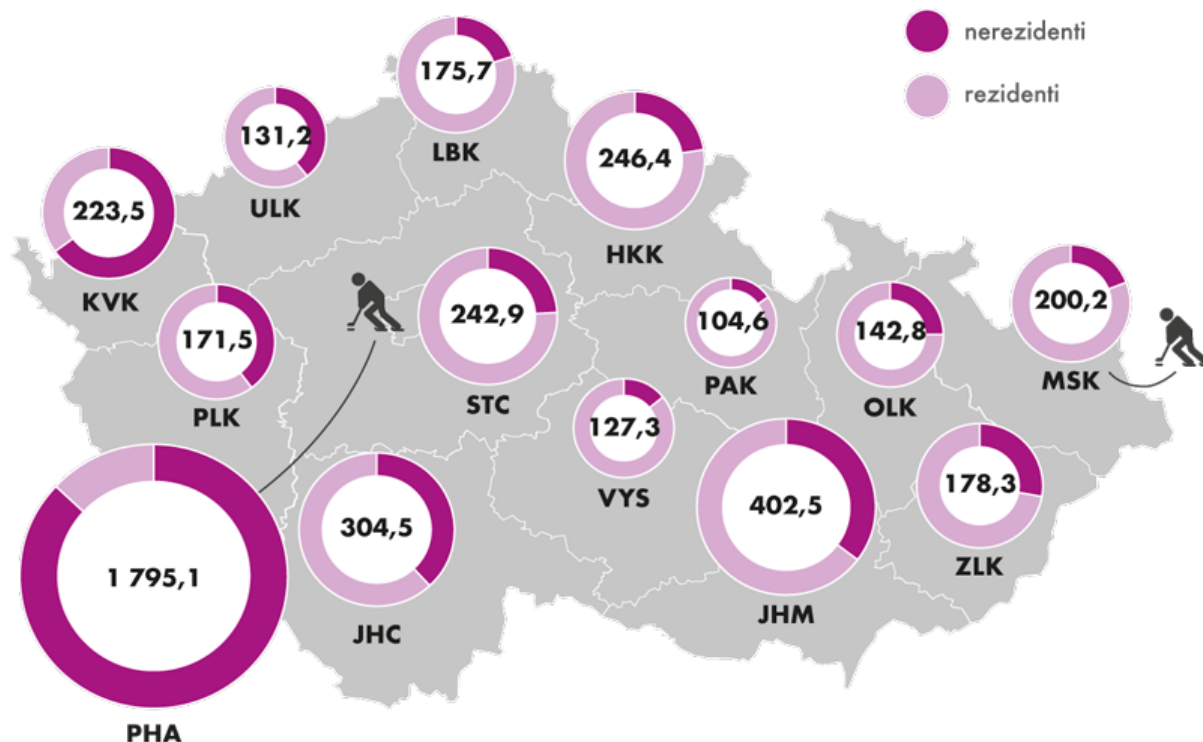 nerezidenti
rezidenti
175,7
LBK
131,2
ULK
246,4
HKK
223,5
KVK
242,9
STC
200,2
MSK
171,5
PLK
104,6
PAK
142,8
OLK
127,3
VYS
402,5
JHM
178,3
ZLK
304,5
JHC
1 795,1
PHA